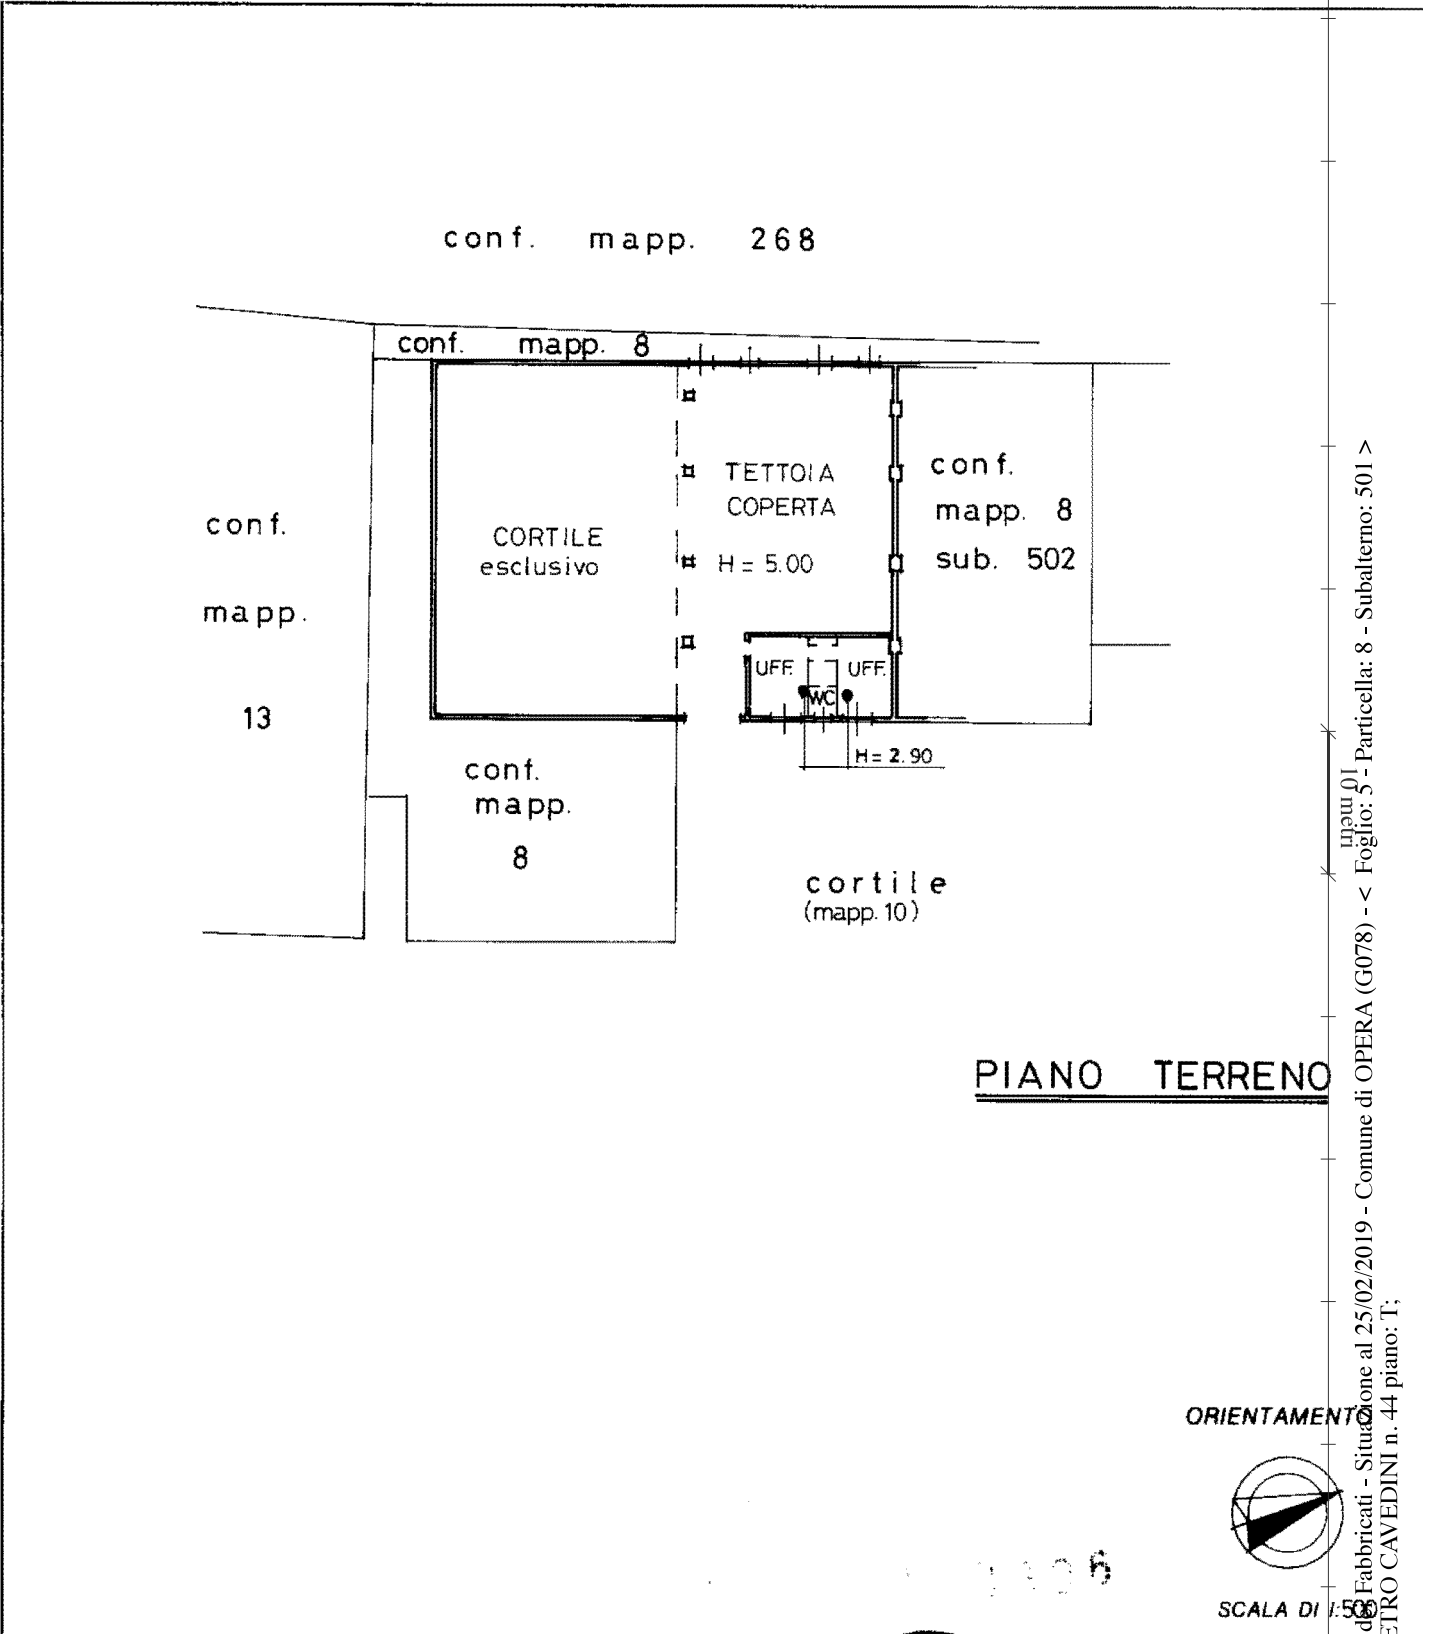 conf. mapp. 268
conf. mapp. 8
TETTOIA
COPERTA
H = 5.00
CORTILE
esclusivo
conf.
mapp. 8
sub. 502
conf.
mapp.
13
UFF.
UFF.
WC
H = 2.90
conf.
mapp.
8
cortile
(mapp. 10)
10 metri
PIANO TERRENO
ORIENTAMENTO
SCALA DI 1:500
6
Fabbricati - Situazione al 25/02/2019 - Comune di OPERA (G078) - < Foglio: 5 - Particella: 8 - Subalterno: 501 >
CAVEDINI n. 44 piano: T;